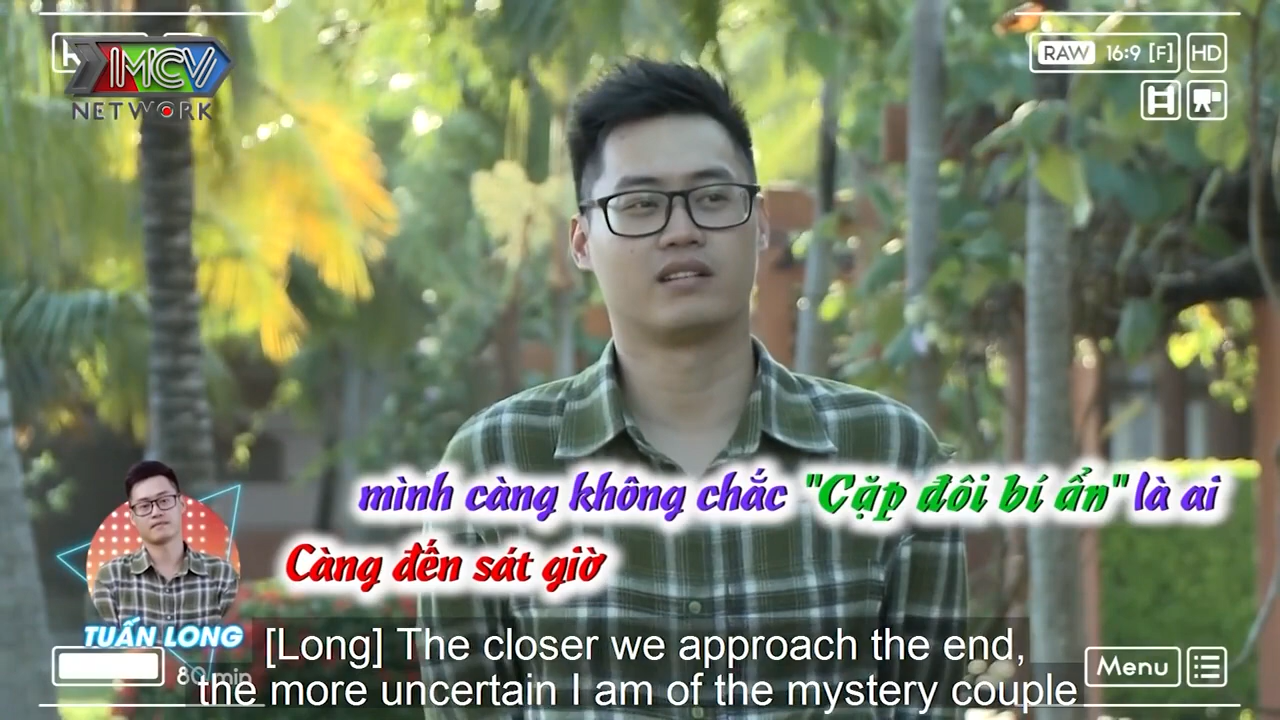 MCV
NETWORK
RAW 16:9 [F] HD
mình càng không chắc "Cặp đôi bí ẩn" là ai
Càng đến sát giờ
TUẤN LONG
80 min
[Long] The closer we approach the end,
the more uncertain I am of the mystery couple
Menu